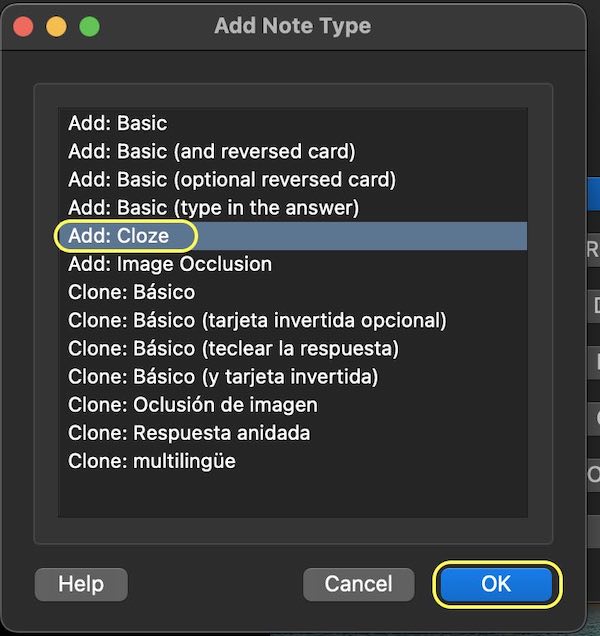 Add Note Type
Add: Basic
Add: Basic (and reversed card)
Add: Basic (optional reversed card)
Add: Basic (type in the answer)
Add: Cloze
Add: Image Occlusion
Clone: Básico
Clone: Básico (tarjeta invertida opcional)
Clone: Básico (teclear la respuesta)
Clone: Básico (y tarjeta invertida)
Clone: Oclusión de imagen
Clone: Respuesta anidada
Clone: multilingüe
Help
Cancel
OK